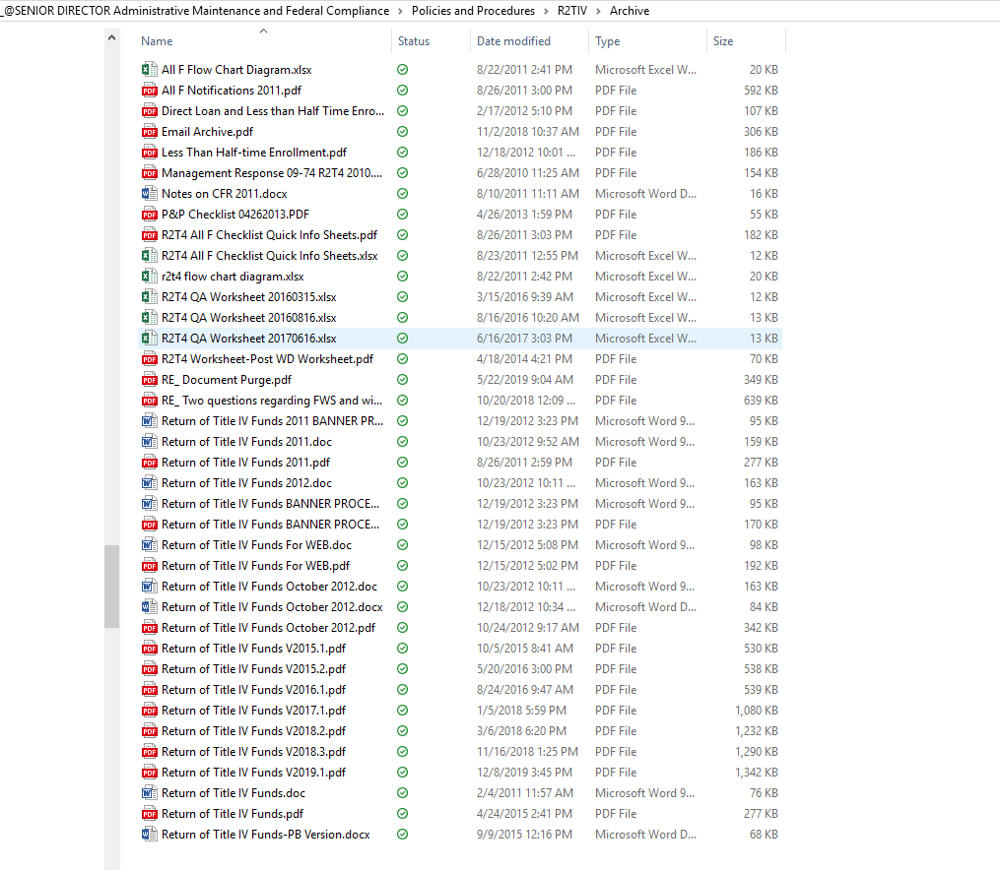 _@SENIOR DIRECTOR Administrative Maintenance and Federal Compliance > Policies and Procedures > R2TIV > Archive
Name Status Date modified Type Size
All F Flow Chart Diagram.xlsx 8/22/2011 2:41 PM Microsoft Excel W... 20 KB
All F Notifications 2011.pdf 8/26/2011 3:00 PM PDF File 592 KB
Direct Loan and Less than Half Time Enro... 2/17/2012 5:10 PM PDF File 107 KB
Email Archive.pdf 11/2/2018 10:37 AM PDF File 306 KB
Less Than Half-time Enrollment.pdf 12/18/2012 10:01 ... PDF File 186 KB
Management Response 09-74 R2T4 2010.... 6/28/2010 11:25 AM PDF File 154 KB
Notes on CFR 2011.docx 8/10/2011 11:11 AM Microsoft Word D... 16 KB
P&P Checklist 04262013.PDF 4/26/2013 1:59 PM PDF File 55 KB
R2T4 All F Checklist Quick Info Sheets.pdf 8/26/2011 3:03 PM PDF File 182 KB
R2T4 All F Checklist Quick Info Sheets.xlsx 8/23/2011 12:55 PM Microsoft Excel W... 12 KB
r2t4 flow chart diagram.xlsx 8/22/2011 2:42 PM Microsoft Excel W... 20 KB
R2T4 QA Worksheet 20160315.xlsx 3/15/2016 9:39 AM Microsoft Excel W... 12 KB
R2T4 QA Worksheet 20160816.xlsx 8/16/2016 10:20 AM Microsoft Excel W... 13 KB
R2T4 QA Worksheet 20170616.xlsx 6/16/2017 3:03 PM Microsoft Excel W... 13 KB
R2T4 Worksheet-Post WD Worksheet.pdf 4/18/2014 4:21 PM PDF File 70 KB
RE_ Document Purge.pdf 5/22/2019 9:04 AM PDF File 349 KB
RE_ Two questions regarding FWS and wi... 10/20/2018 12:09 ... PDF File 639 KB
Return of Title IV Funds 2011 BANNER PR... 12/19/2012 3:23 PM Microsoft Word 9... 95 KB
Return of Title IV Funds 2011.doc 10/23/2012 9:52 AM Microsoft Word 9... 159 KB
Return of Title IV Funds 2011.pdf 8/26/2011 2:59 PM PDF File 277 KB
Return of Title IV Funds 2012.doc 10/23/2012 10:11 ... Microsoft Word 9... 163 KB
Return of Title IV Funds BANNER PROCE... 12/19/2012 3:23 PM Microsoft Word 9... 95 KB
Return of Title IV Funds BANNER PROCE... 12/19/2012 3:23 PM PDF File 170 KB
Return of Title IV Funds For WEB.doc 12/15/2012 5:08 PM Microsoft Word 9... 98 KB
Return of Title IV Funds For WEB.pdf 12/15/2012 5:02 PM PDF File 192 KB
Return of Title IV Funds October 2012.doc 10/23/2012 10:11 ... Microsoft Word 9... 163 KB
Return of Title IV Funds October 2012.docx 12/18/2012 10:34 ... Microsoft Word D... 84 KB
Return of Title IV Funds October 2012.pdf 10/24/2012 9:17 AM PDF File 342 KB
Return of Title IV Funds V2015.1.pdf 10/5/2015 8:41 AM PDF File 530 KB
Return of Title IV Funds V2015.2.pdf 5/20/2016 3:00 PM PDF File 538 KB
Return of Title IV Funds V2016.1.pdf 8/24/2016 9:47 AM PDF File 539 KB
Return of Title IV Funds V2017.1.pdf 1/5/2018 5:59 PM PDF File 1,080 KB
Return of Title IV Funds V2018.2.pdf 3/6/2018 6:20 PM PDF File 1,232 KB
Return of Title IV Funds V2018.3.pdf 11/16/2018 1:25 PM PDF File 1,290 KB
Return of Title IV Funds V2019.1.pdf 12/8/2019 3:45 PM PDF File 1,342 KB
Return of Title IV Funds.doc 2/4/2011 11:57 AM Microsoft Word 9... 76 KB
Return of Title IV Funds.pdf 4/24/2015 2:41 PM PDF File 277 KB
Return of Title IV Funds-PB Version.docx 9/9/2015 12:16 PM Microsoft Word D... 68 KB